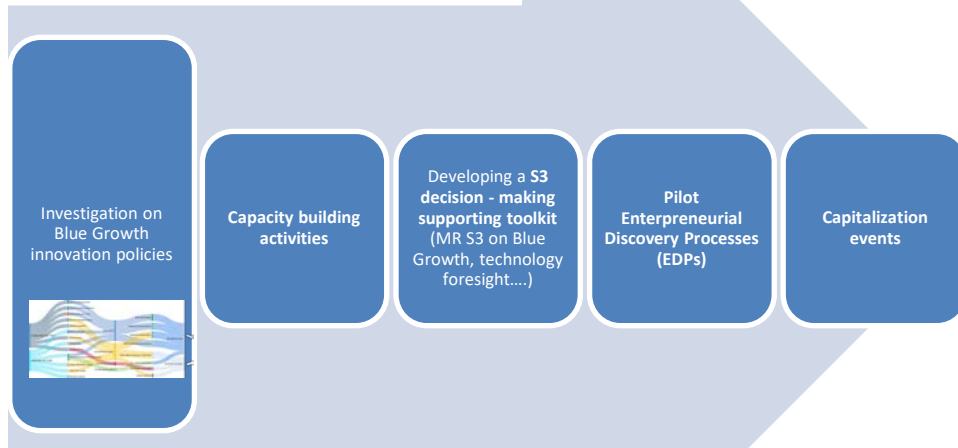 Investigation on
Blue Growth
innovation policies
Capacity building
activities
Developing a S3
decision - making
supporting toolkit
(MR S3 on Blue
Growth, technology
foresight....)
Pilot
Enterpreneurial
Discovery Processes
(EDPs)
Capitalization
events